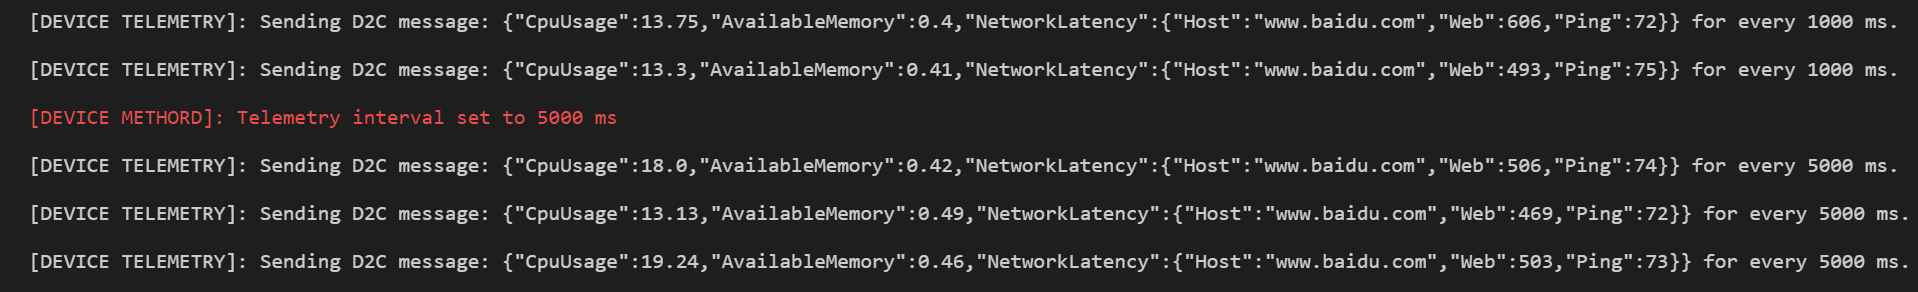 [DEVICE TELEMETRY]: Sending D2C message: {"CpuUsage":13.75,"AvailableMemory":0.4,"NetworkLatency":{"Host":"www.baidu.com","Web":606,"Ping":72}} for every 1000 ms.
[DEVICE TELEMETRY]: Sending D2C message: {"CpuUsage":13.3,"AvailableMemory":0.41,"NetworkLatency":{"Host":"www.baidu.com","Web":493,"Ping":75}} for every 1000 ms.
[DEVICE METHORD]: Telemetry interval set to 5000 ms
[DEVICE TELEMETRY]: Sending D2C message: {"CpuUsage":18.0,"AvailableMemory":0.42,"NetworkLatency":{"Host":"www.baidu.com","Web":506,"Ping":74}} for every 5000 ms.
[DEVICE TELEMETRY]: Sending D2C message: {"CpuUsage":13.13,"AvailableMemory":0.49,"NetworkLatency":{"Host":"www.baidu.com","Web":469,"Ping":72}} for every 5000 ms.
[DEVICE TELEMETRY]: Sending D2C message: {"CpuUsage":19.24,"AvailableMemory":0.46,"NetworkLatency":{"Host":"www.baidu.com","Web":503,"Ping":73}} for every 5000 ms.